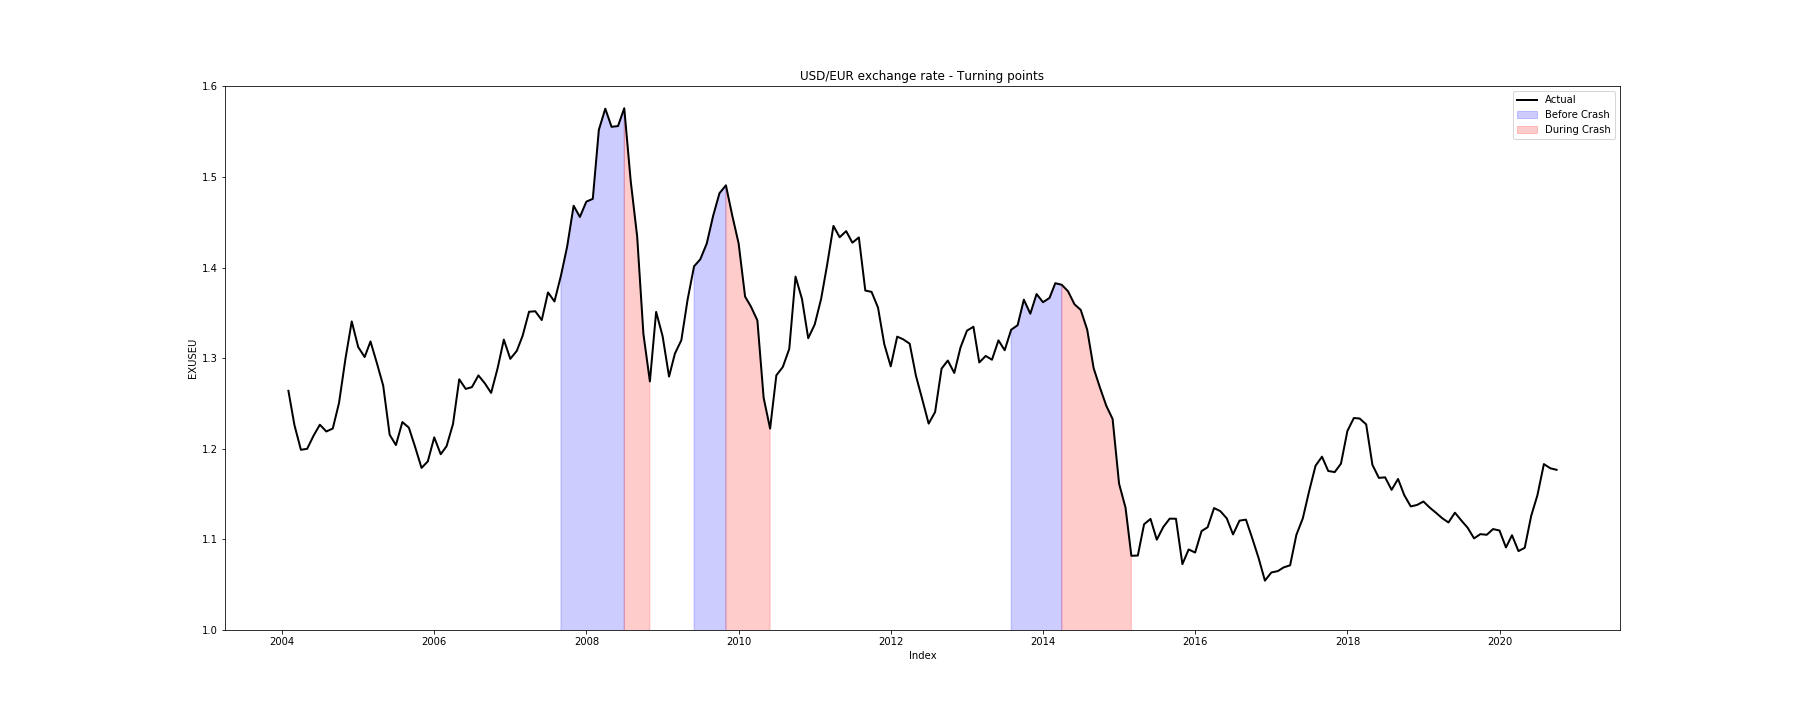 USD/EUR exchange rate - Turning points
1.6
1.5
1.4
1.3
1.2
1.1
1.0
EXUSEU
Actual
Before Crash
During Crash
2004 2006 2008 2010 2012 2014 2016 2018 2020
Index